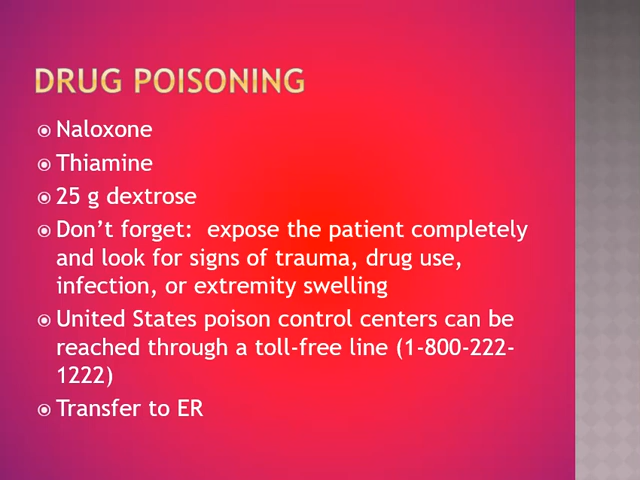 DRUG POISONING
Naloxone
Thiamine
25 g dextrose
Don't forget:  expose the patient completely
and look for signs of trauma, drug use,
infection, or extremity swelling
United States poison control centers can be
reached through a toll-free line (1-800-222-
1222)
Transfer to ER